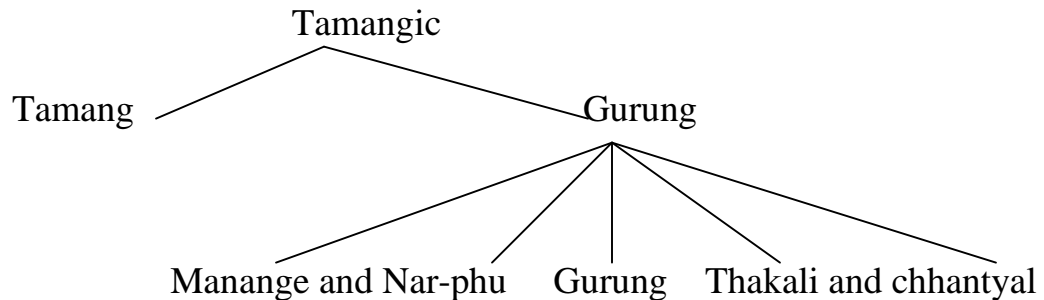 Tamangic
Tamang Gurung
Manange and Nar-phu Gurung Thakali and chhantyal